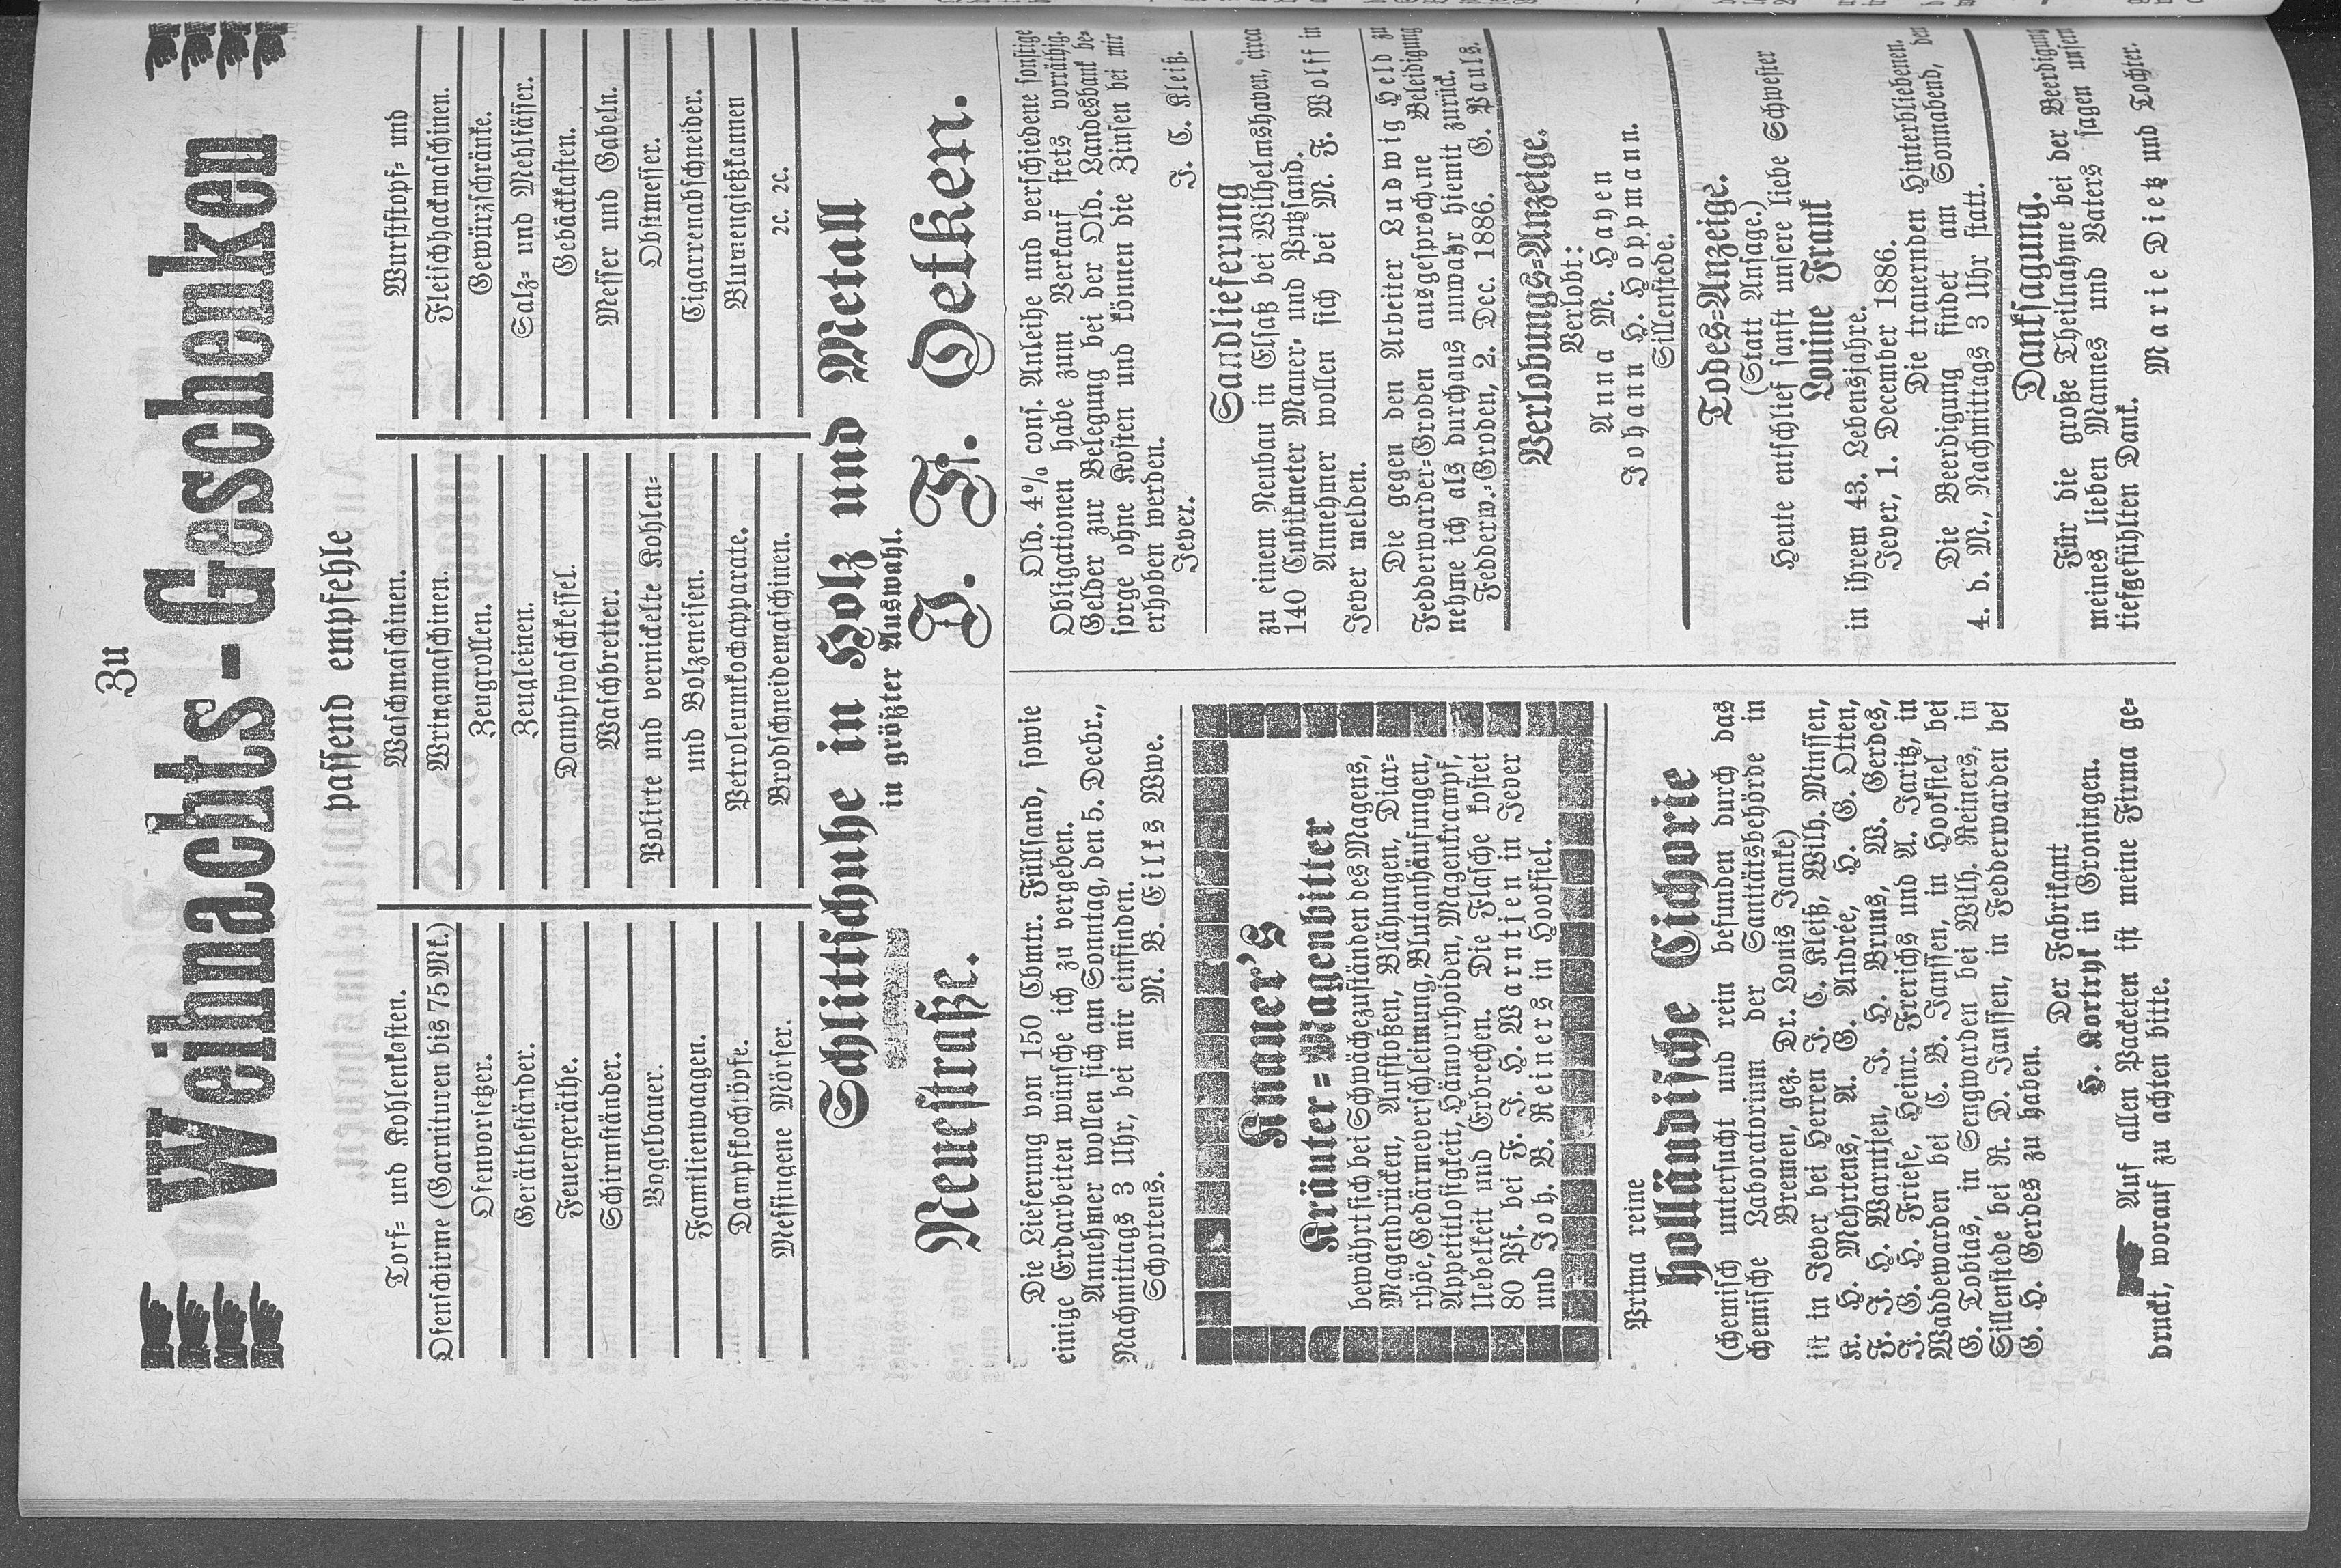 Zu
Weihnachts-Geschenken
passend empfehle
Torf= und Kohlenkasten.
Ofenschirme (Garnituren bis 75 Mk.)
Ofenvorsetzer.
Gerätheständer.
Feuergeräthe.
Schirmständer.
Vogelbauer.
Familienwagen.
Dampfkochtöpfe.
Messingene Mörser.
Waschmaschinen.
Wringmaschinen.
Zeugrollen.
Zeugleinen.
Dampfwaschkessel.
Waschbretter.
Polirte und vernickelte Kohlen=
und Bolzeneisen.
Petroleumkochapparate.
Brodschneidemaschinen.
Wurststopf= und
Fleischhackmaschinen.
Gewürzschränke.
Salz= und Mehlfässer.
Gebäckkasten.
Messer und Gabeln.
Obstmesser.
Cigarrenabschneider.
Blumengießkannen
2c. 2c.
Schlittschuhe in Holz und Metall
in größter Auswahl.
Neuestraße. J. F. Oetken.
Die Lieferung von 150 Cbmtr. Füllsand, sowie
einige Erdarbeiten wünsche ich zu vergeben.
Annehmer wollen sich am Sonntag, den 5. Decbr.,
Nachmittags 3 Uhr, bei mir einfinden.
Schortens. M. B. Eilks Wwe.
Knauer's
Kräuter=Magenbitter
bewährt sich bei Schwächezuständen des Magens,
Magendrücken, Aufstoßen, Blähungen, Diar=
rhöe, Gedärmeverschleimung, Blutanhäufungen,
Appetitlosigkeit, Hämorrhoiden, Magenkrampf,
Uebelkeit und Erbrechen. Die Flasche kostet
80 Pf. bei F. J. H. Warntjen in Jever
und Joh. B. Reiners in Hooksiel.
Prima reine
holländische Cichorie
(chemisch untersucht und rein befunden durch das
chemische Laboratorium der Sanitätsbehörde in
Bremen, gez. Dr. Louis Janke)
ist in Jever bei Herren J. C. Kleiß, Wilh. Minssen,
K. H. Mehrtens, A. G. Andrée, H. G. Otten,
F. J. H. Warntjen, J. H. Bruns, W. Gerdes,
J. G. H. Friese, Heinr. Frerichs und A. Jartz, in
Waddewarden bei C. B. Janssen, in Hooksiel bei
G. Tobias, in Sengwarden bei Wilh. Reiners, in
Sillenstede bei R. D. Janssen, in Fedderwarden bei
G. H. Gerdes zu haben.
Der Fabrikant
H. Kortryk in Groningen.
Auf allen Packeten ist meine Firma ge=
druckt, worauf zu achten bitte.
Old. 4% cons. Anleihe und verschiedene sonstige
Obligationen habe zum Verkauf stets vorräthig.
Gelder zur Belegung bei der Old. Landesbank be=
sorge ohne Kosten und können die Zinsen bei mir
erhoben werden.
Jever. J. C. Kleiß.
Sandlieferung
zu einem Neubau in Elsaß bei Wilhelmshaven, circa
140 Cubikmeter Mauer= und Putzsand.
Annehmer wollen sich bei M. F. Wolff in
Jever melden.
Die gegen den Arbeiter Ludwig Held zu
Fedderwarder=Groden ausgesprochene Beleidigung
nehme ich als durchaus unwahr hiemit zurück.
Fedderw.=Groden, 2. Dec. 1886. G. Pauls.
Verlobungs=Anzeige.
Verlobt:
Anna M. Hayen
Johann H. Hoppmann.
Sillenstede.
Todes=Anzeige.
(Statt Ansage.)
Heute entschlief sanft unsere liebe Schwester
Louine Frank
in ihrem 43. Lebensjahre.
Jever, 1. December 1886.
Die trauernden Hinterbliebenen.
Die Beerdigung findet am Sonnabend, den
4. d. M., Nachmittags 3 Uhr statt.
Danksagung.
Für die große Theilnahme bei der Beerdigung
meines lieben Mannes und Vaters sagen unsern
tiefgefühlten Dank.
Marie Dietz und Tochter.